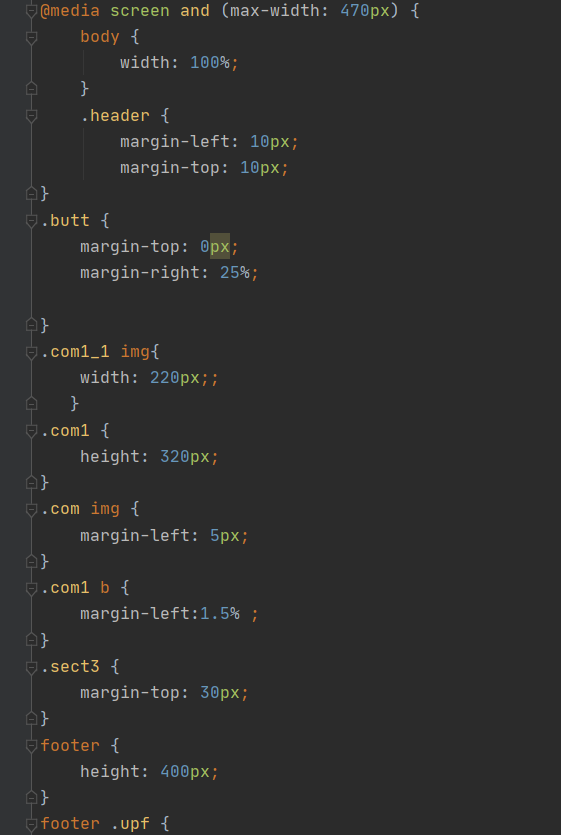 @media screen and (max-width: 470px) {
    body {
        width: 100%;
    }
    .header {
        margin-left: 10px;
        margin-top: 10px;
}
.butt {
    margin-top: 0px;
    margin-right: 25%;

}
.com1_1 img{
    width: 220px;;
   }
.com1 {
    height: 320px;
}
.com img {
    margin-left: 5px;
}
.com1 b {
    margin-left:1.5% ;
}
.sect3 {
    margin-top: 30px;
}
footer {
    height: 400px;
}
footer .upf {